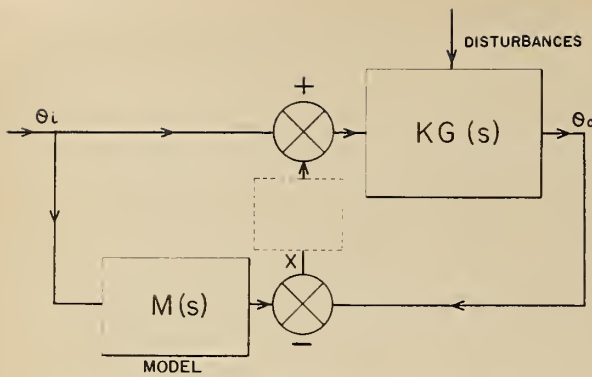 DISTURBANCES
+
θi
KG (s)
θo
X
M (s)
−
MODEL